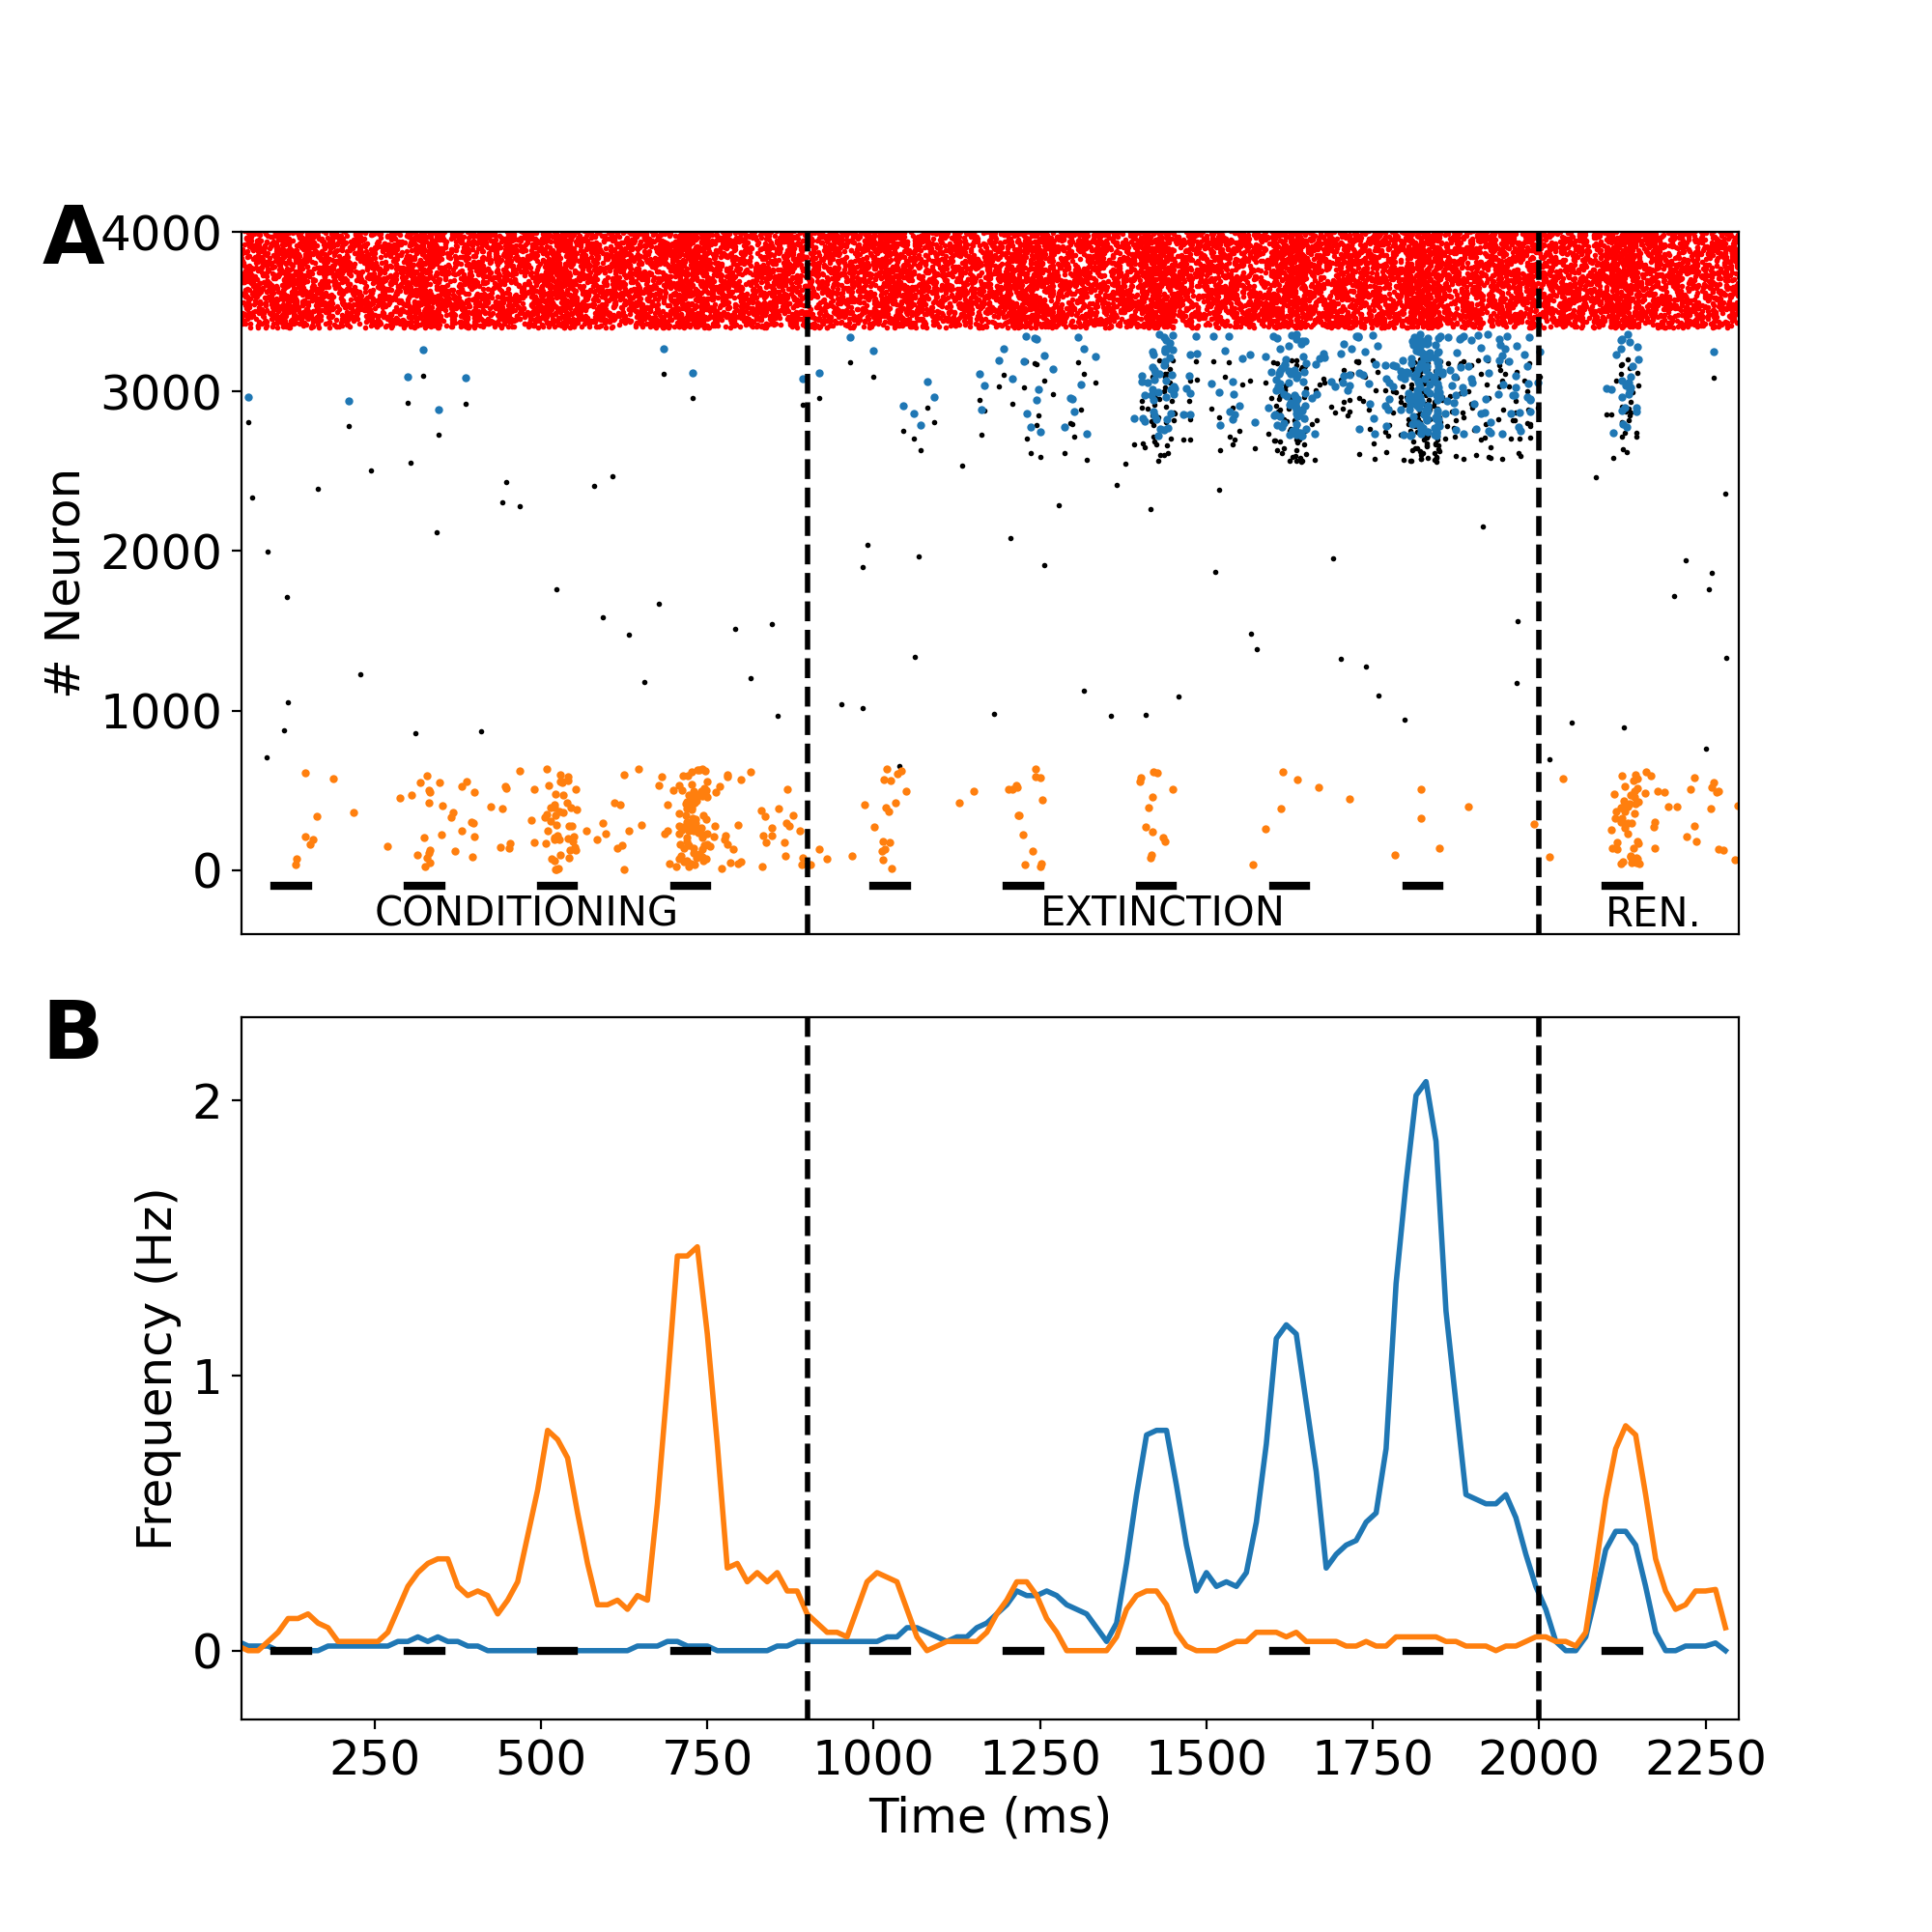 A
4000
3000
2000
1000
0
# Neuron
CONDITIONING
EXTINCTION
REN.
B
2
1
0
Frequency (Hz)
250 500 750 1000 1250 1500 1750 2000 2250
Time (ms)